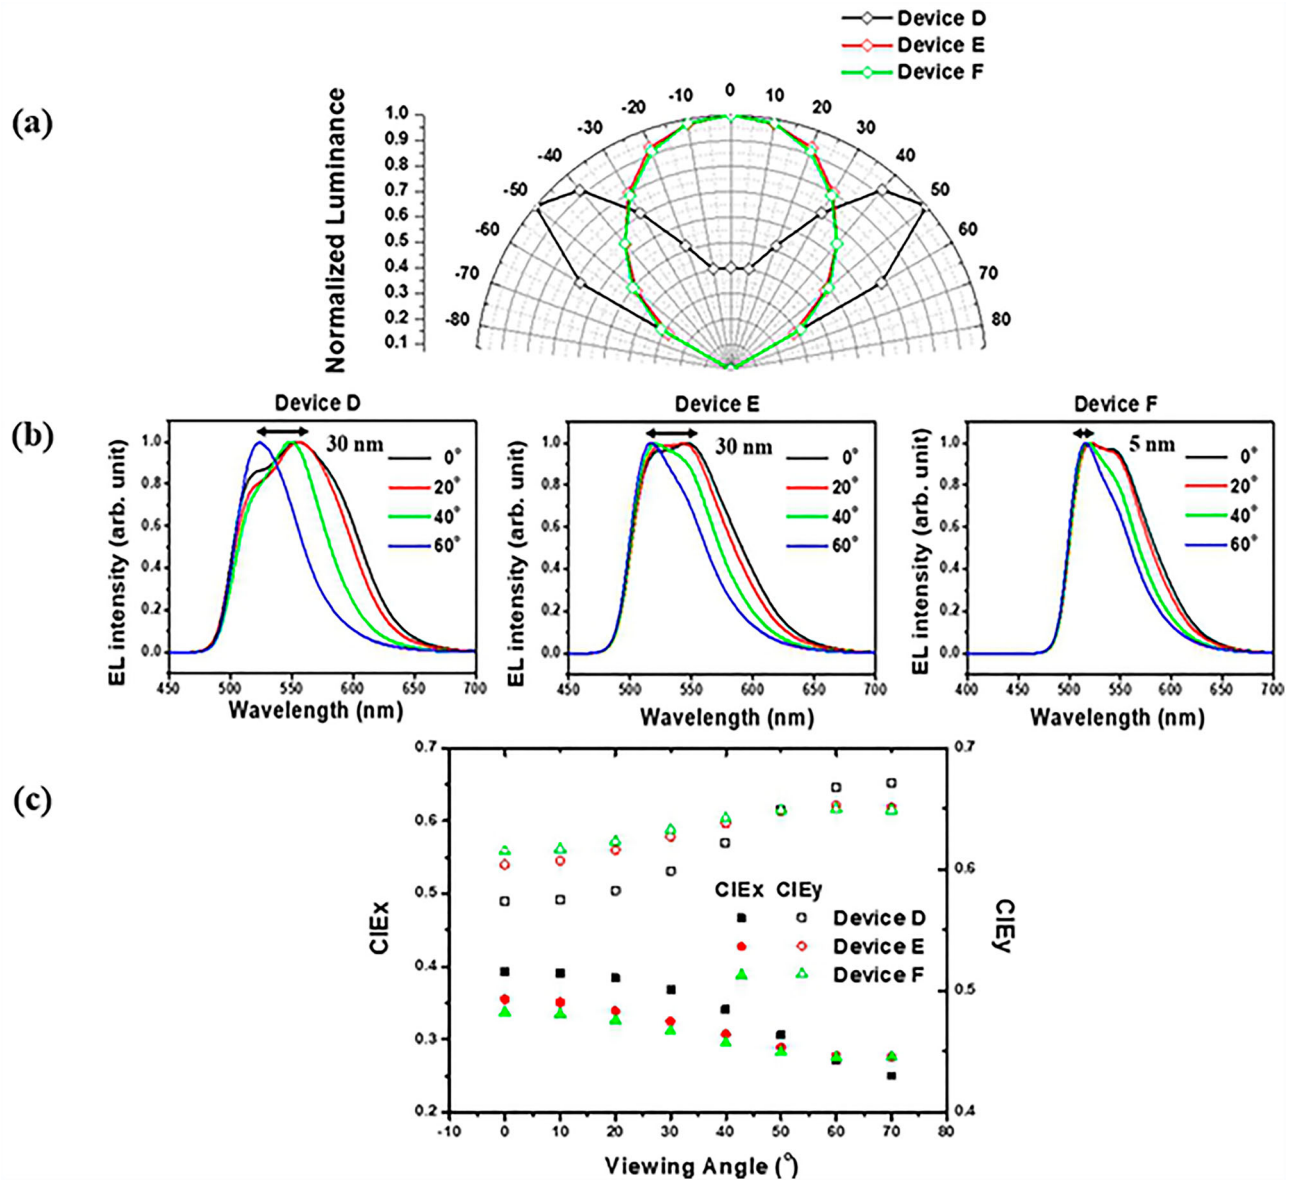 Device D
Device E
Device F
(a)
Normalized Luminance
1.0
0.9
0.8
0.7
0.6
0.5
0.4
0.3
0.2
0.1
-80
-70
-60
-50
-40
-30
-20
-10
0
10
20
30
40
50
60
70
80
(b)
Device D
EL intensity (arb. unit)
1.0
0.8
0.6
0.4
0.2
0.0
30 nm
0°
20°
40°
60°
450 500 550 600 650 700
Wavelength (nm)
Device E
EL intensity (arb. unit)
1.0
0.8
0.6
0.4
0.2
0.0
30 nm
0°
20°
40°
60°
450 500 550 600 650 700
Wavelength (nm)
Device F
EL intensity (arb. unit)
1.0
0.8
0.6
0.4
0.2
0.0
5 nm
0°
20°
40°
60°
400 450 500 550 600 650 700
Wavelength (nm)
(c)
CIEx
0.7
0.6
0.5
0.4
0.3
0.2
CIEx CIEy
Device D
Device E
Device F
0.7
0.6
0.5
0.4
CIEy
-10 0 10 20 30 40 50 60 70 80
Viewing Angle (°)